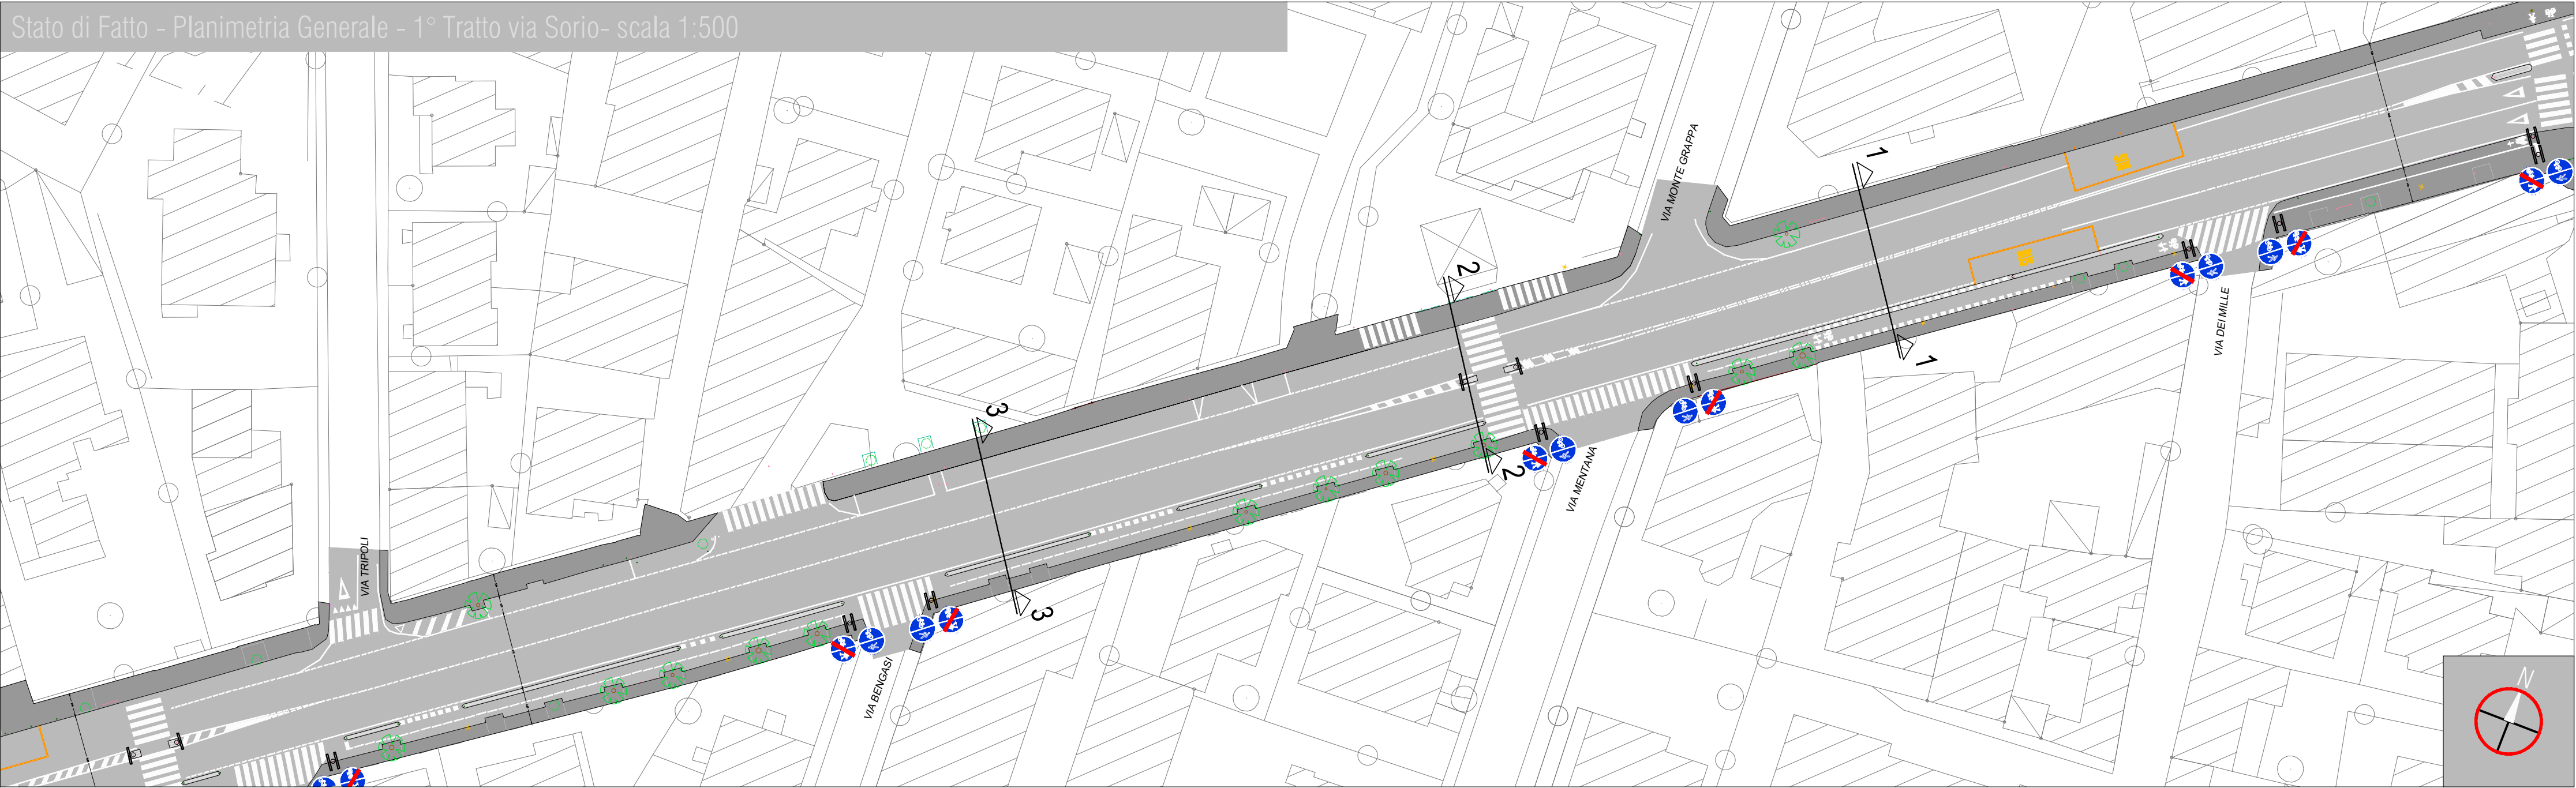 Stato di Fatto - Planimetria Generale - 1° Tratto via Sorio- scala 1:500
VIA MONTE GRAPPA
1
2
1
VIA DEI MILLE
3
2
VIA MENTANA
VIA TRIPOLI
3
VIA BENGASI
N